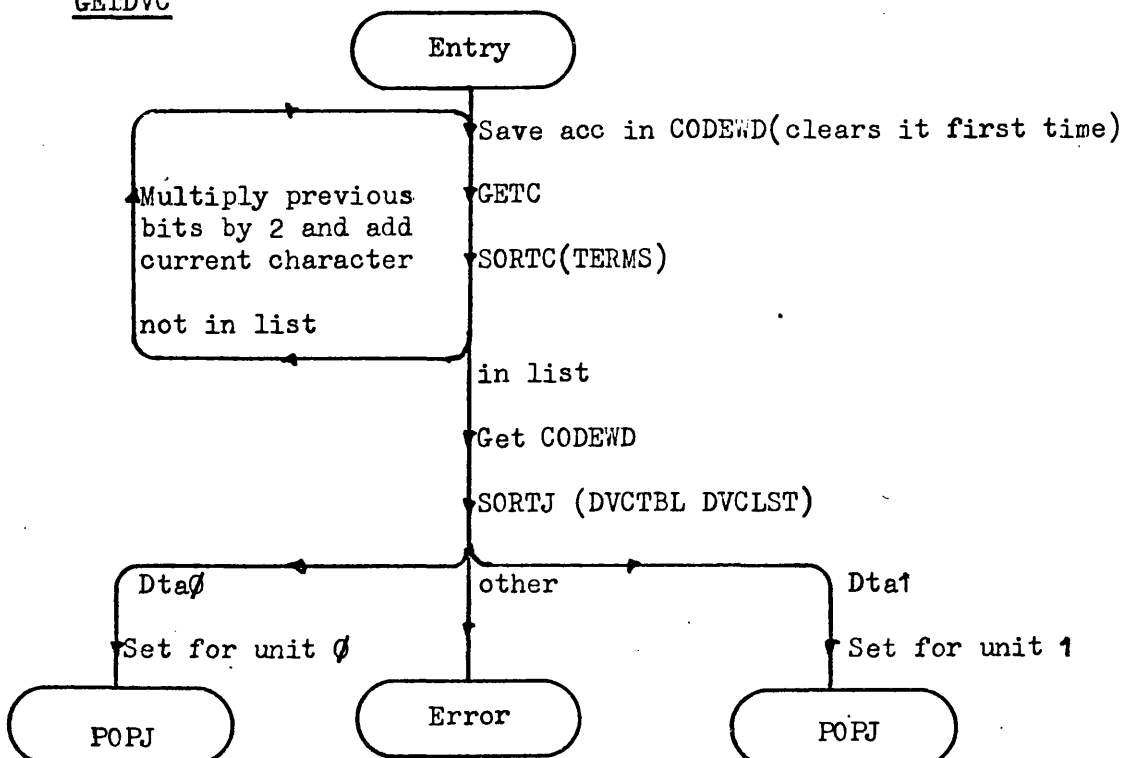 GETDVC
Entry
Save acc in CODEWD(clears it first time)
Multiply previous
bits by 2 and add
current character
GETC
SORTC(TERMS)
not in list
in list
Get CODEWD
SORTJ (DVCTBL DVCLST)
Dta∅
other
Dta1
Set for unit ∅
Set for unit 1
POPJ
Error
POPJ